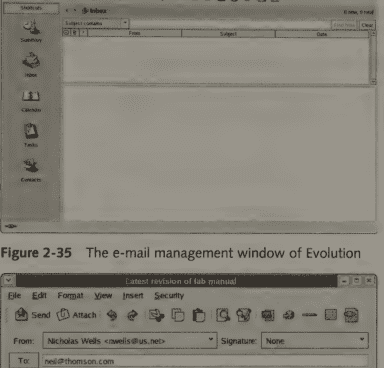 Shortcuts
Inbox
Subject contains
Clear
From Subject Date
Summary
Inbox
Calendar
Tasks
Contacts
Figure 2-35 The e-mail management window of Evolution
Latest revision of lab manual
File Edit Format View Insert Security
Send Attach
From: Nicholas Wells <nwells@us.net> Signature: None
To: neil@thomson.com